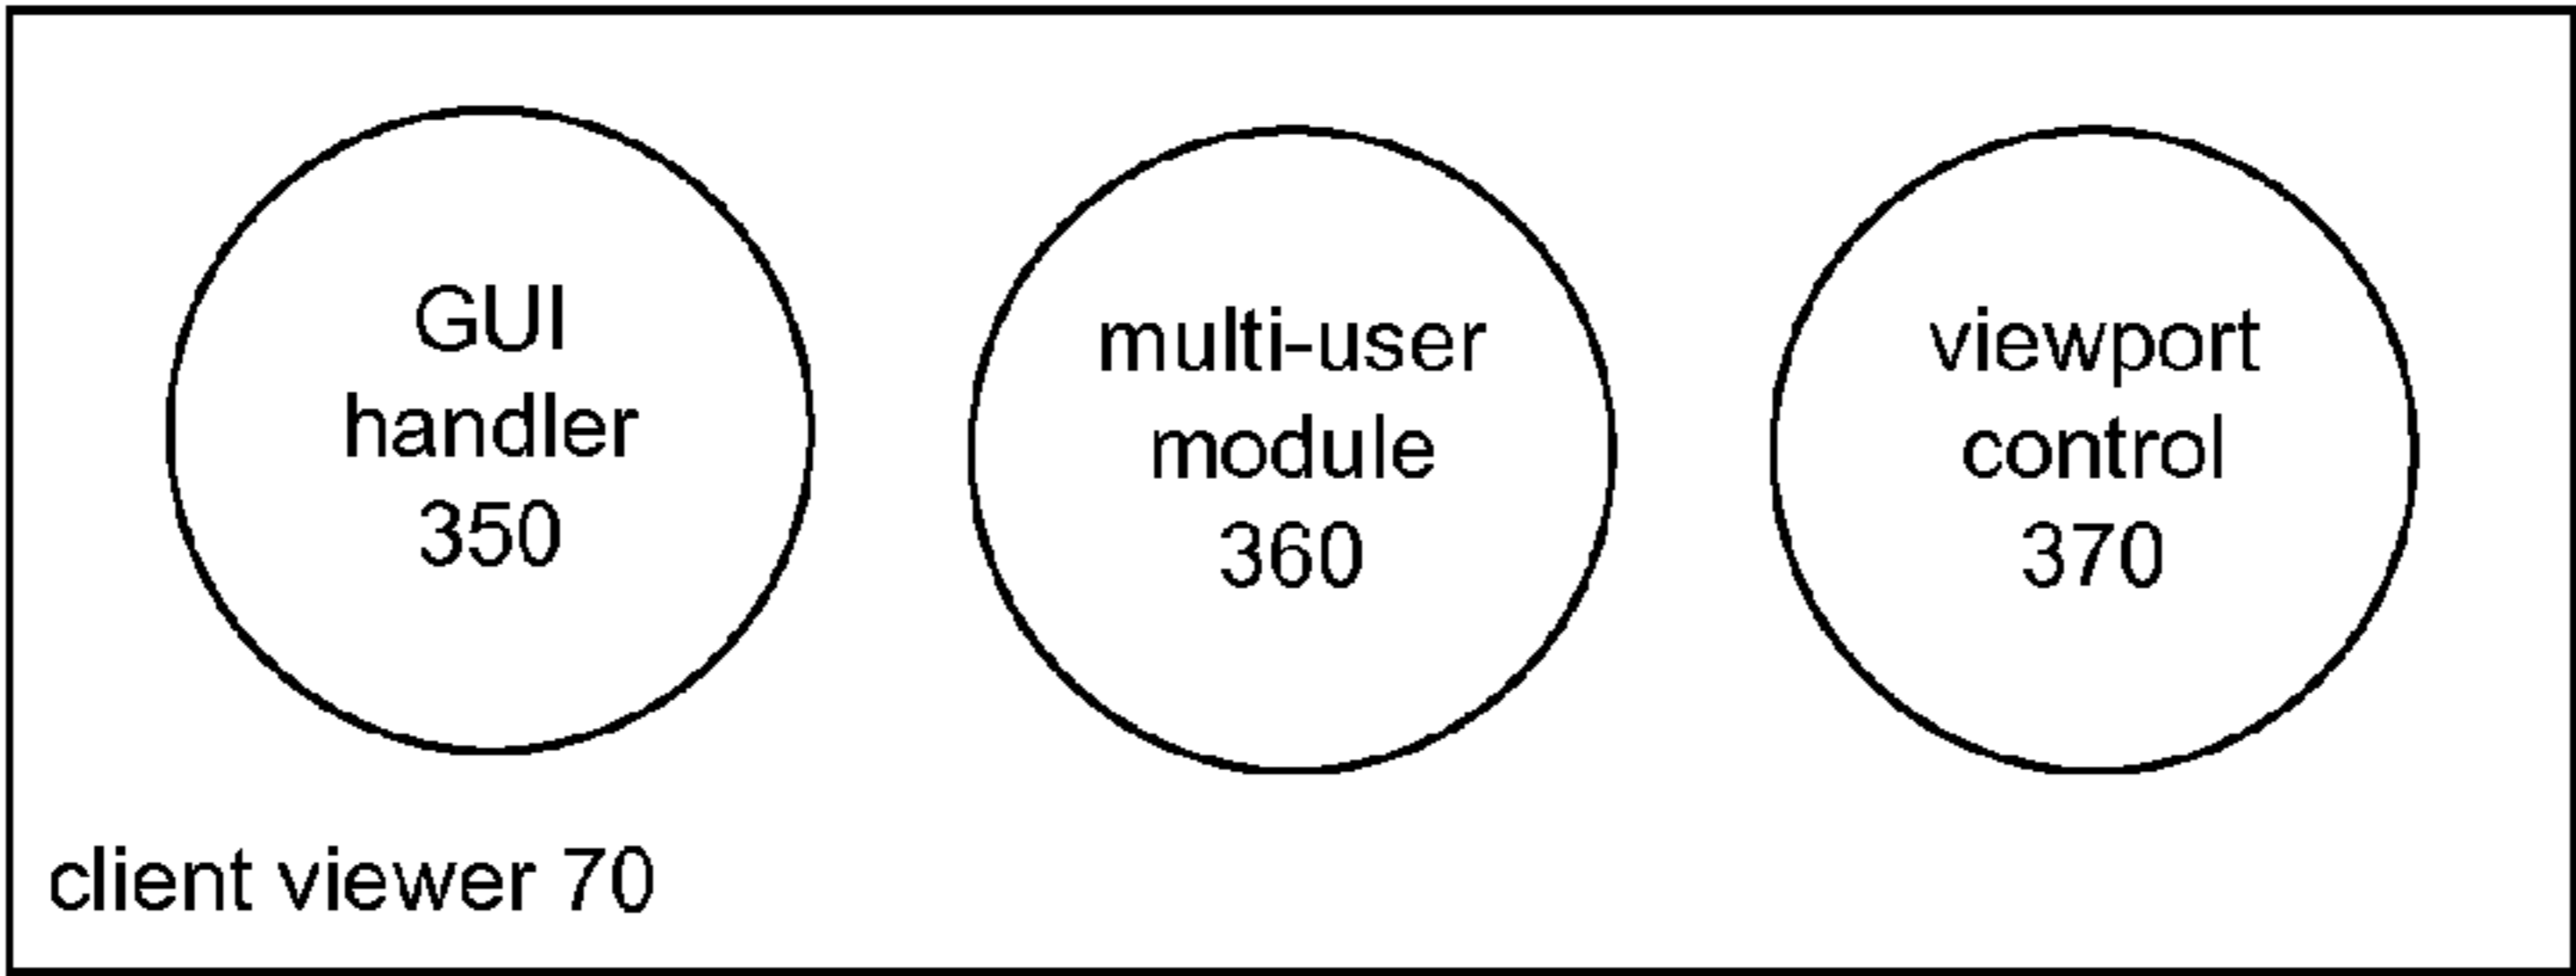 GUI
handler
350
multi-user
module
360
viewport
control
370
client viewer 70